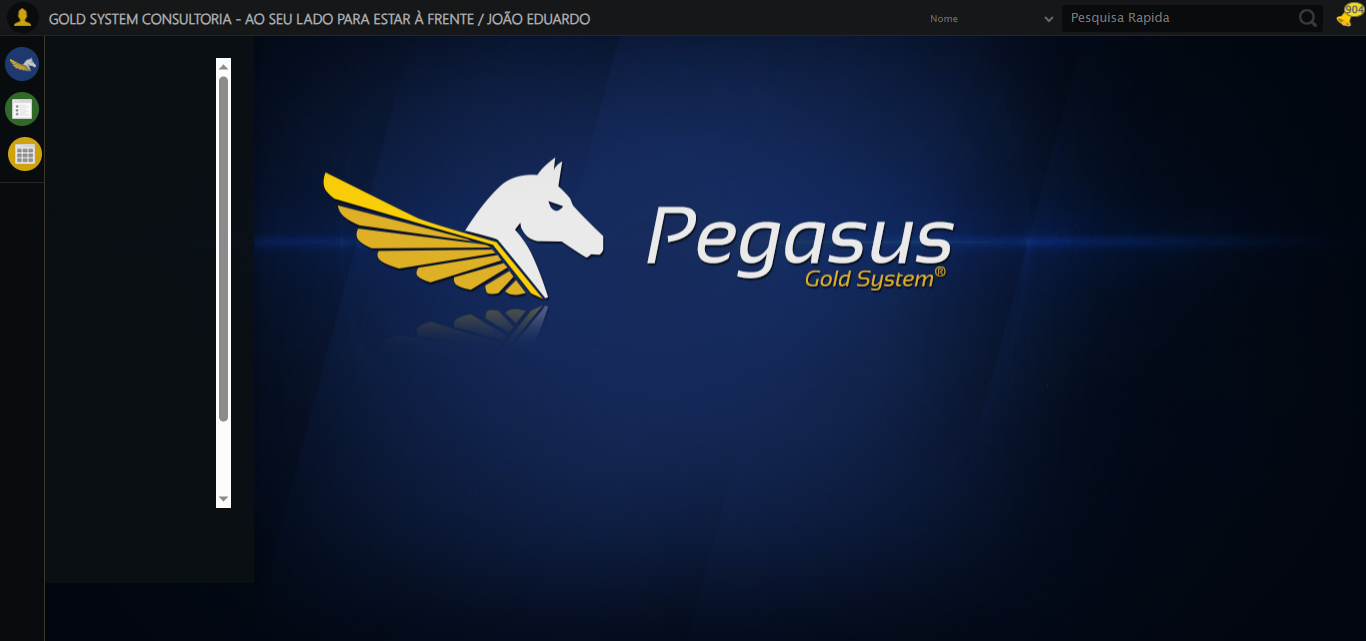 GOLD SYSTEM CONSULTORIA - AO SEU LADO PARA ESTAR À FRENTE / JOÃO EDUARDO
Nome
Pesquisa Rapida
904
Pegasus
Gold System®